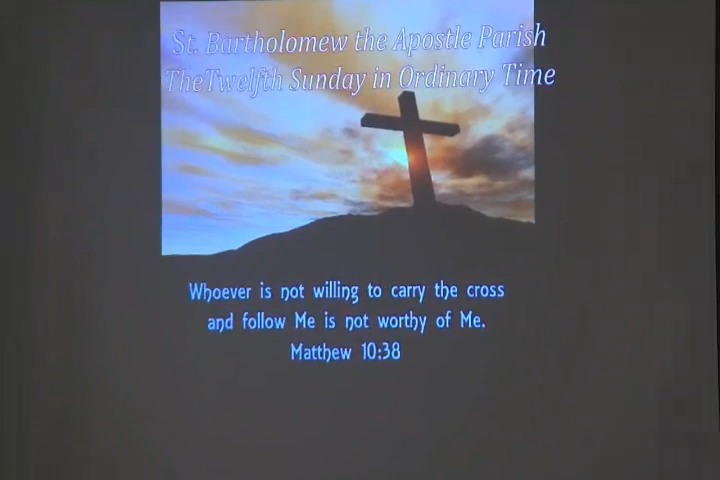 St. Bartholomew the Apostle Parish
TheTwelfth Sunday in Ordinary Time
Whoever is not willing to carry the cross
and follow Me is not worthy of Me.
Matthew 10:38